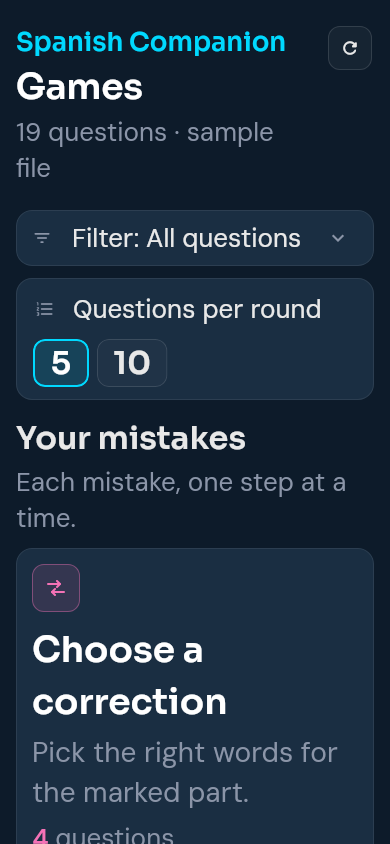 Spanish Companion
Games
19 questions · sample
file
Filter: All questions
Questions per round
5 10
Your mistakes
Each mistake, one step at a
time.
Choose a
correction
Pick the right words for
the marked part.
4 questions